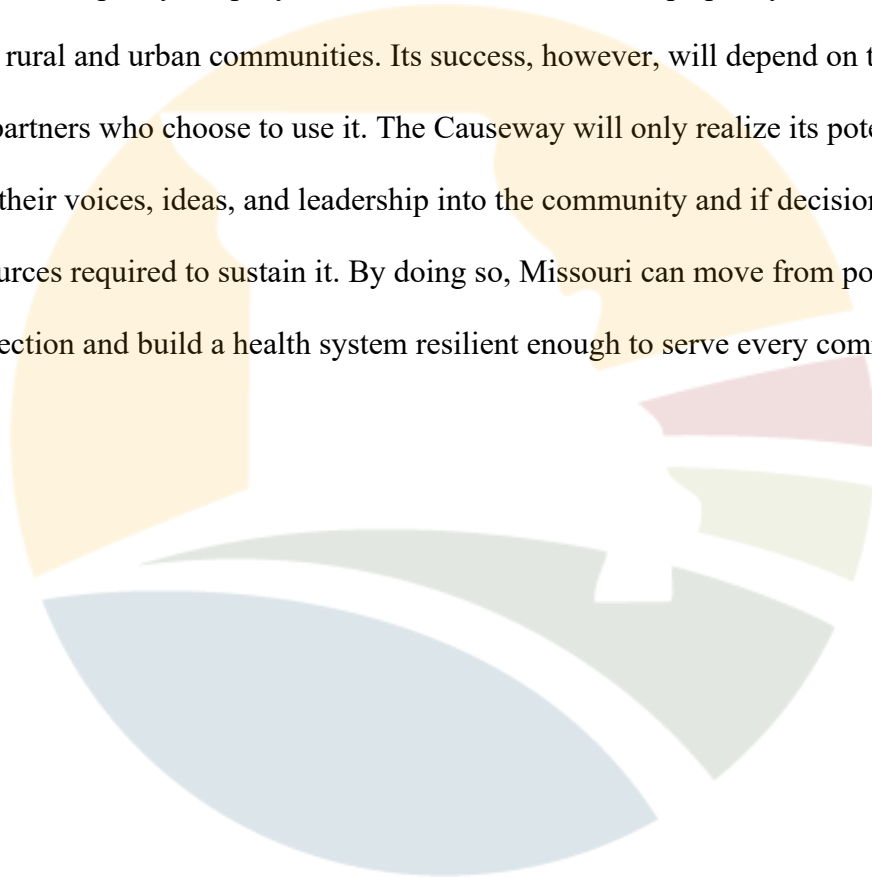 rural and urban communities. Its success, however, will depend on t
partners who choose to use it. The Causeway will only realize its pote
their voices, ideas, and leadership into the community and if decision
urces required to sustain it. By doing so, Missouri can move from po
ection and build a health system resilient enough to serve every com